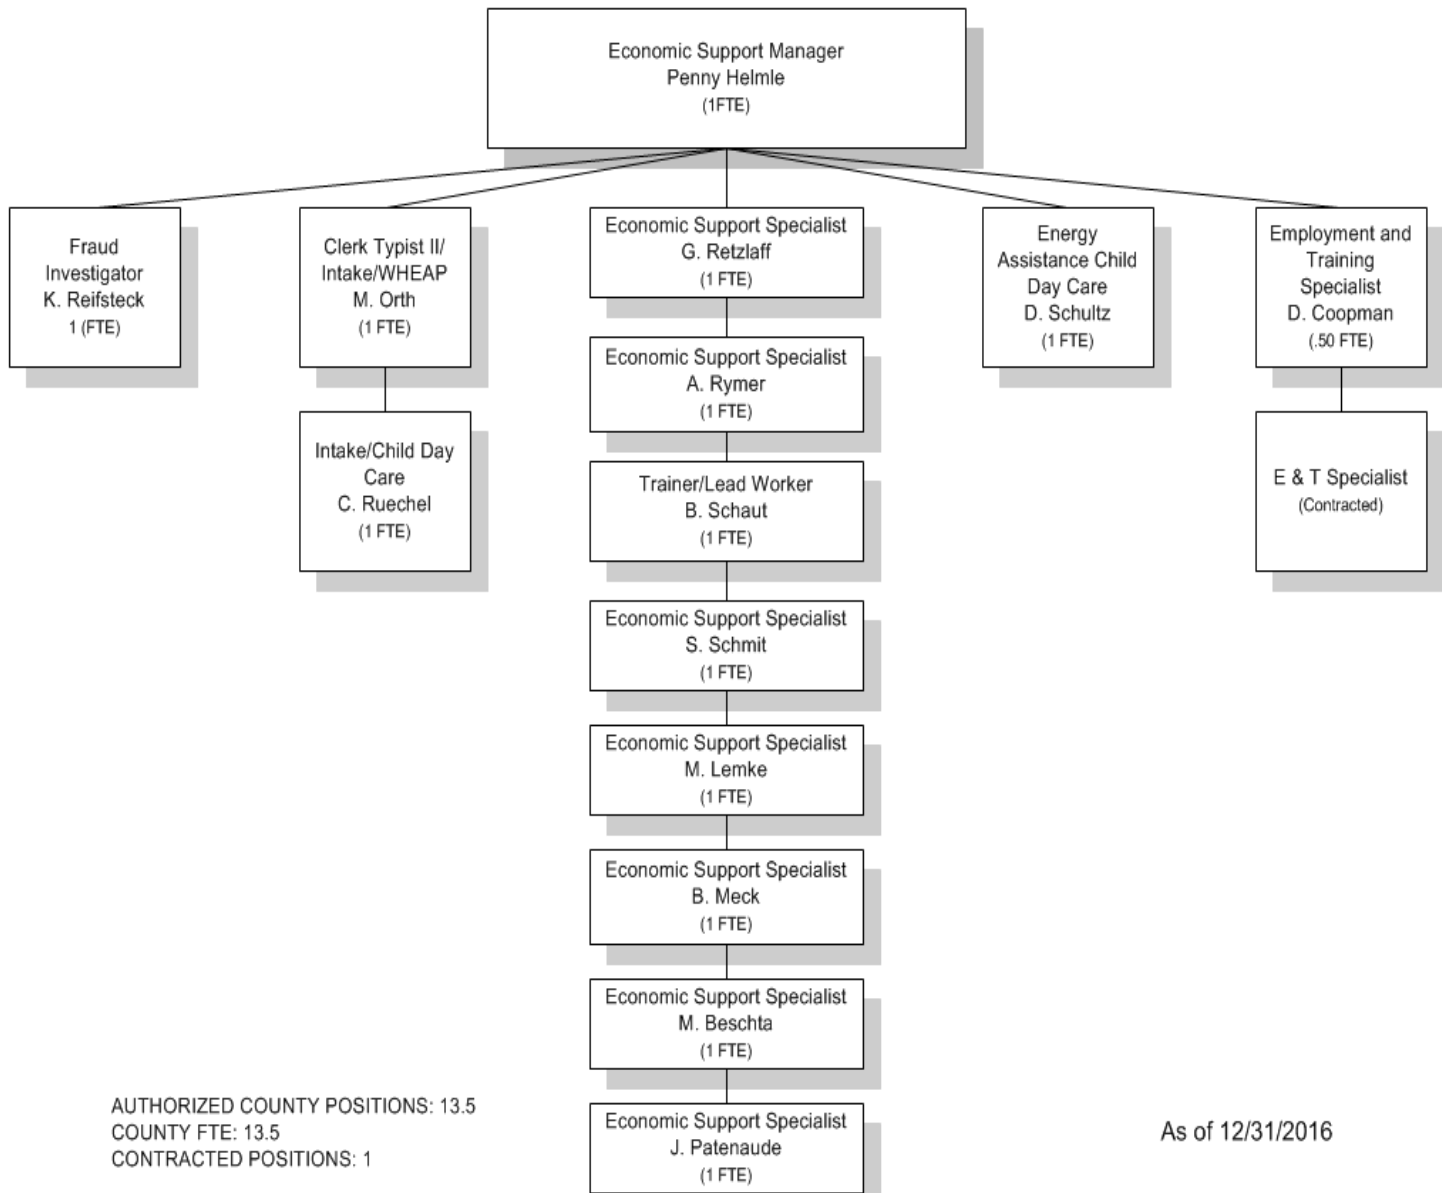 Economic Support Manager
Penny Helmle
(1FTE)
Fraud
Investigator
K. Reifsteck
1 (FTE)
Clerk Typist II/
Intake/WHEAP
M. Orth
(1 FTE)
Intake/Child Day
Care
C. Ruechel
(1 FTE)
Economic Support Specialist
G. Retzlaff
(1 FTE)
Economic Support Specialist
A. Rymer
(1 FTE)
Trainer/Lead Worker
B. Schaut
(1 FTE)
Economic Support Specialist
S. Schmit
(1 FTE)
Economic Support Specialist
M. Lemke
(1 FTE)
Economic Support Specialist
B. Meck
(1 FTE)
Economic Support Specialist
M. Beschta
(1 FTE)
Economic Support Specialist
J. Patenaude
(1 FTE)
Energy
Assistance Child
Day Care
D. Schultz
(1 FTE)
Employment and
Training
Specialist
D. Coopman
(.50 FTE)
E & T Specialist
(Contracted)
AUTHORIZED COUNTY POSITIONS: 13.5
COUNTY FTE: 13.5
CONTRACTED POSITIONS: 1
As of 12/31/2016